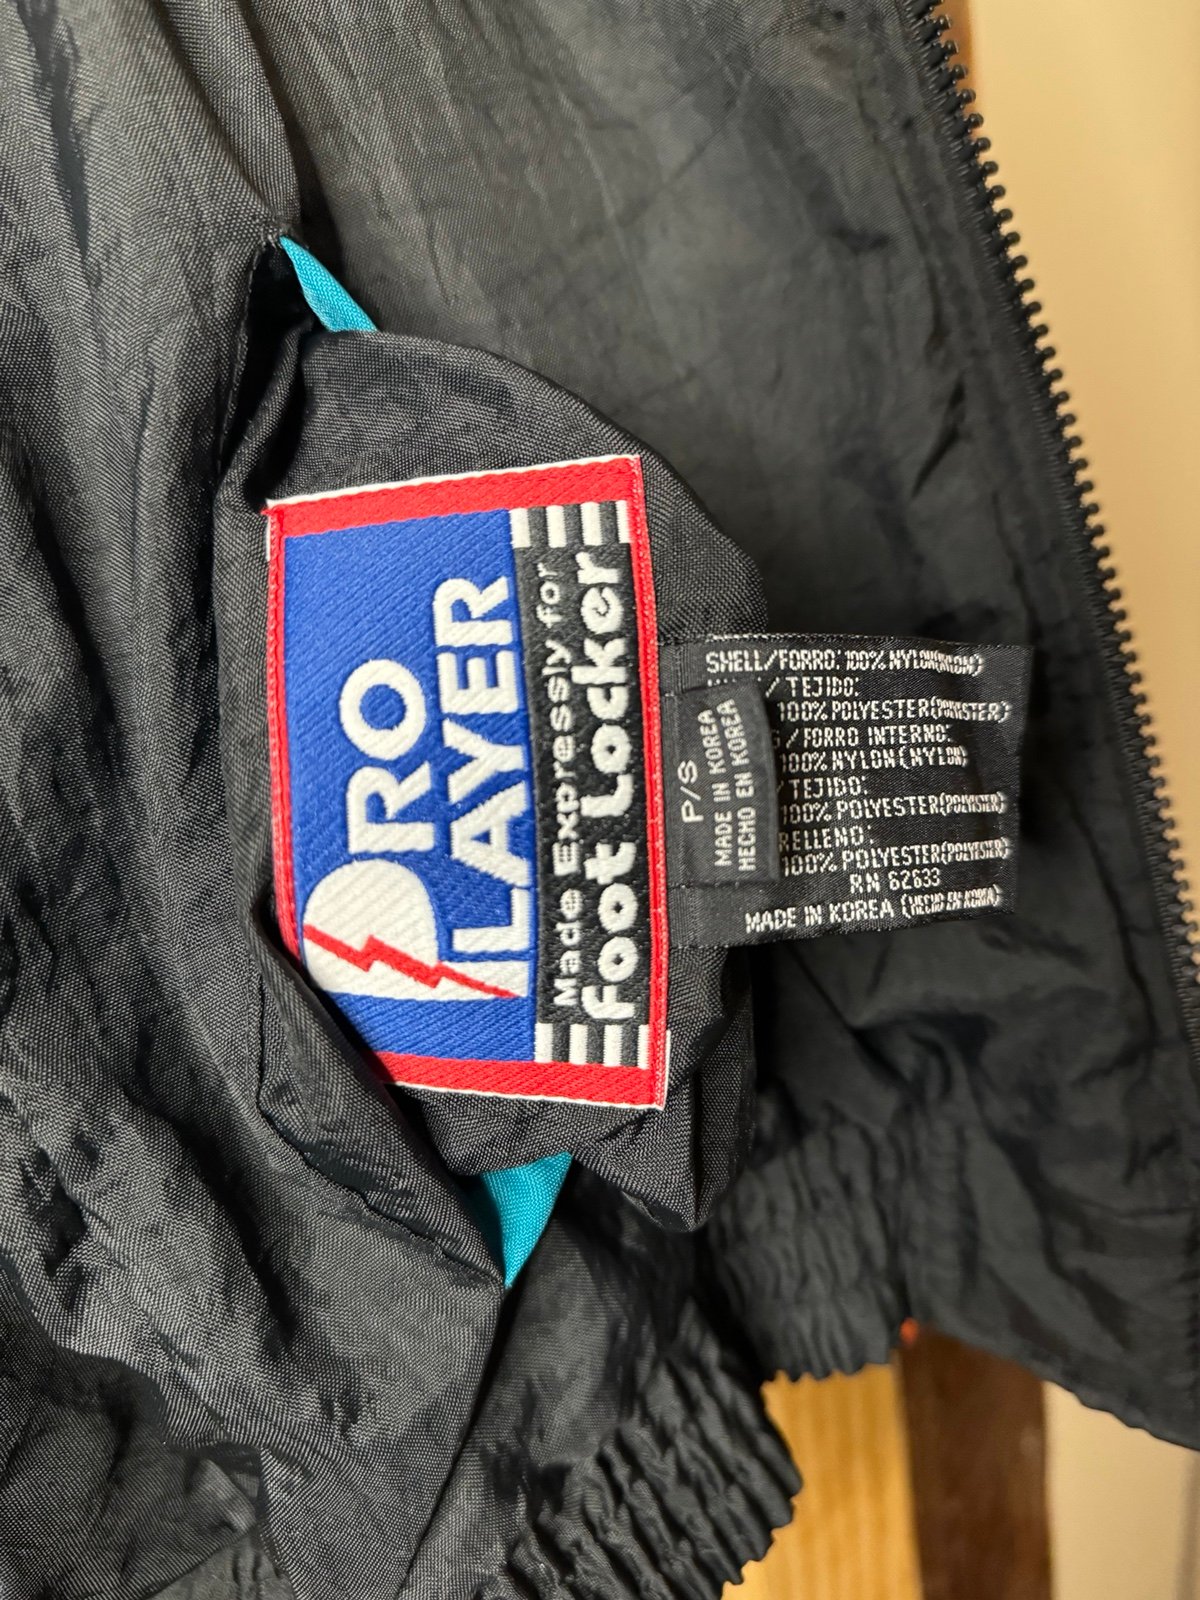 PRO
PLAYER
Made Expressly for
Foot Locker
P/S
MADE IN KOREA
HECHO EN KOREA
SHELL/FORRO: 100% NYLON(NYLON)
/ TEJIDO:
100% POLYESTER(POLYESTER)
/ FORRO INTERNO:
100% NYLON(NYLON)
/ TEJIDO:
100% POLYESTER(POLYESTER)
RELLENO:
100% POLYESTER(POLYESTER)
RN 62633
MADE IN KOREA (HECHO EN KOREA)